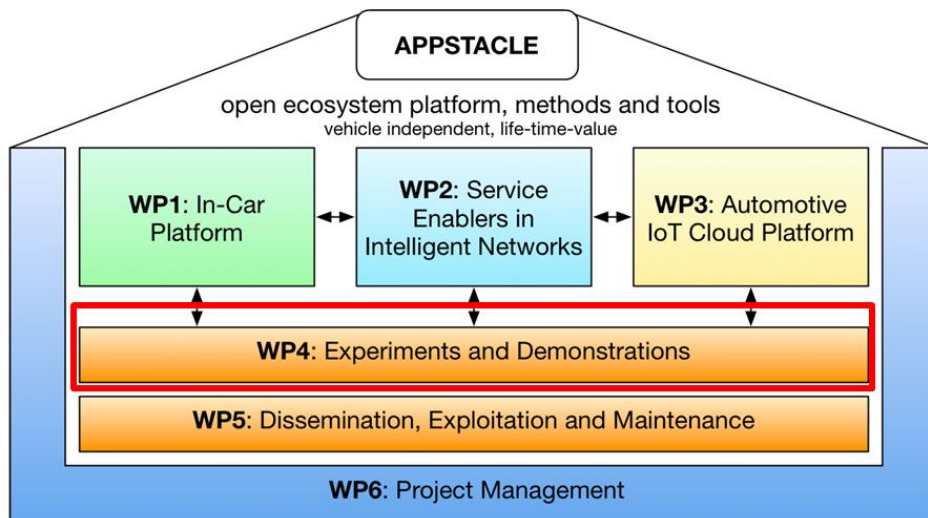 APPSTACLE
open ecosystem platform, methods and tools
vehicle independent, life-time-value
WP1: In-Car
Platform
WP2: Service
Enablers in
Intelligent Networks
WP3: Automotive
IoT Cloud Platform
WP4: Experiments and Demonstrations
WP5: Dissemination, Exploitation and Maintenance
WP6: Project Management